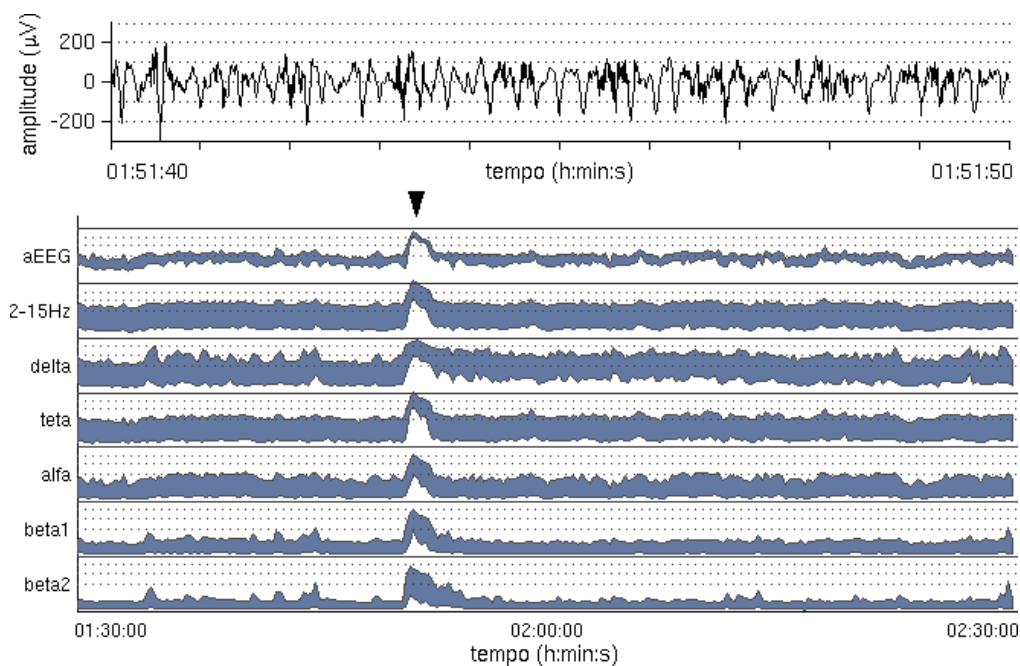 amplitude (µV)
200
0
-200
01:51:40
tempo (h:min:s)
01:51:50
aEEG
2-15Hz
delta
teta
alfa
beta1
beta2
01:30:00
02:00:00
02:30:00
tempo (h:min:s)